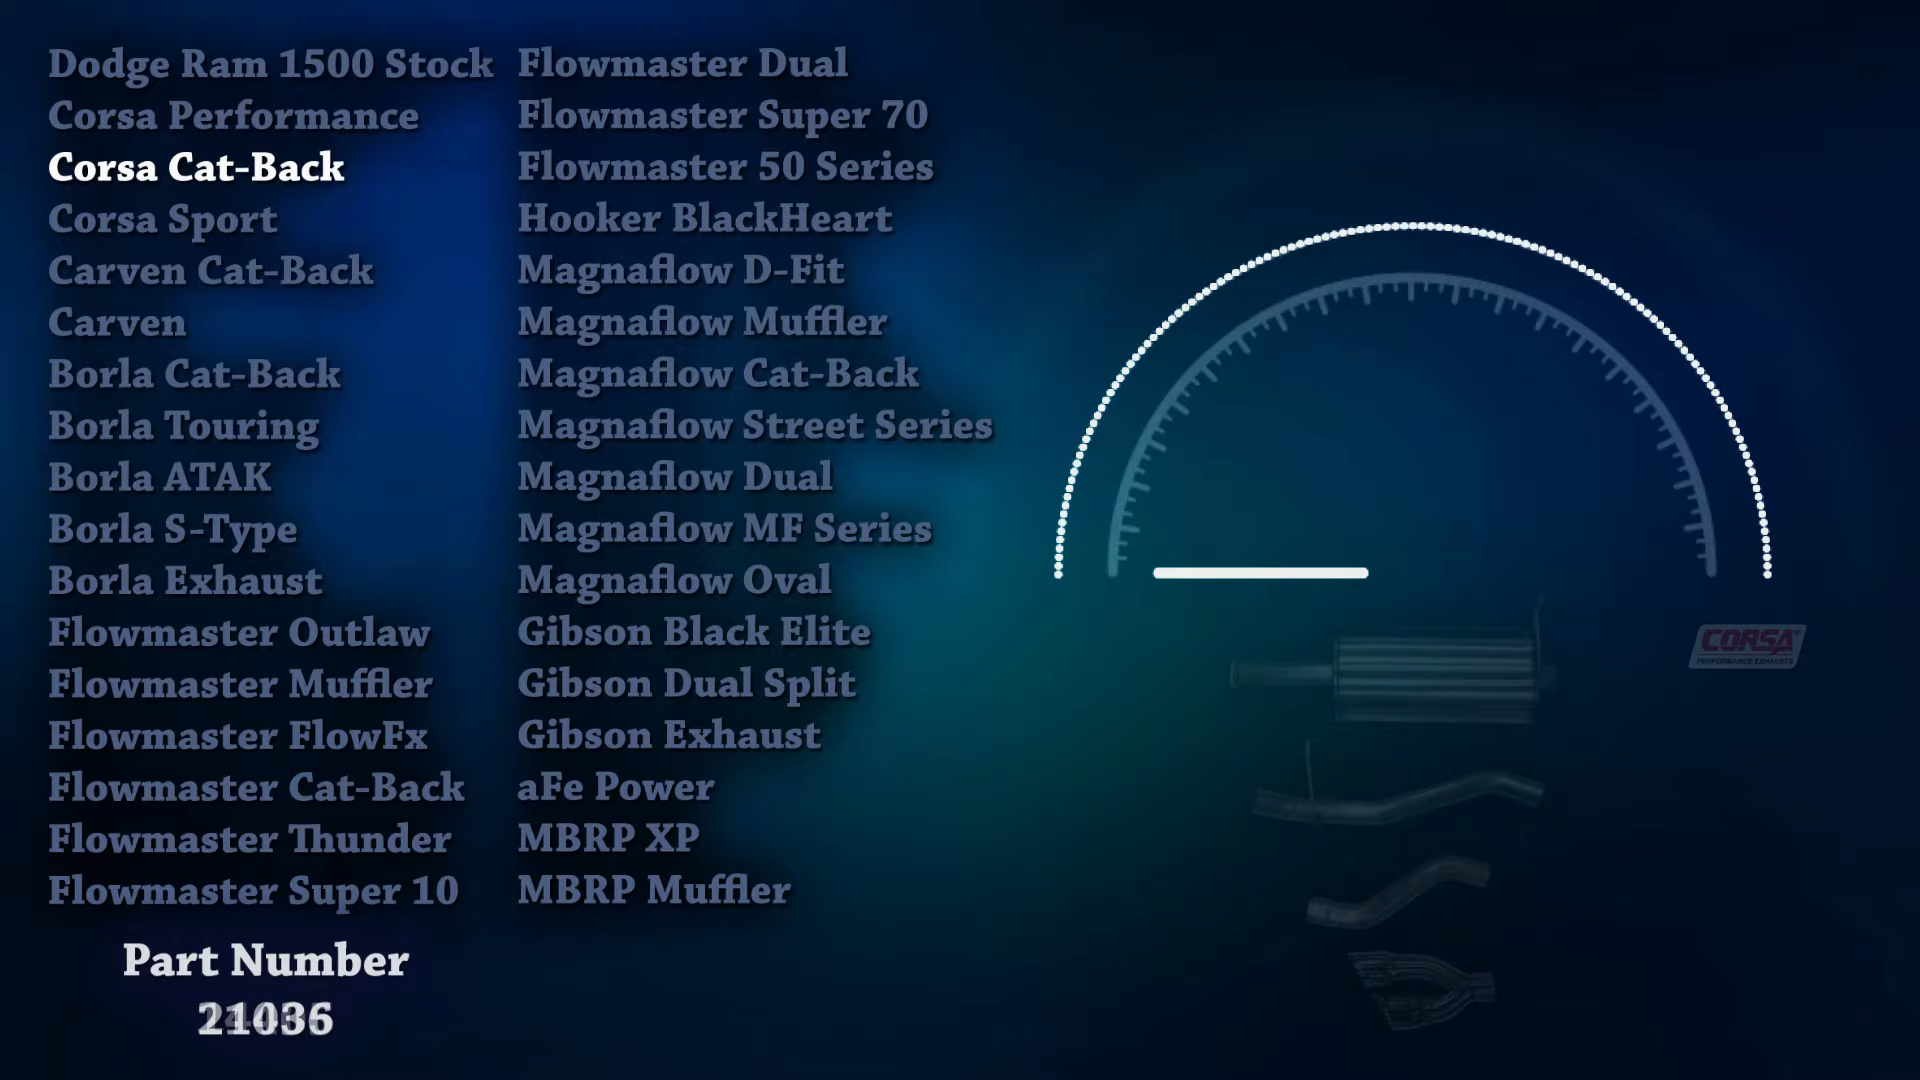 Dodge Ram 1500 Stock
Corsa Performance
Corsa Cat-Back
Corsa Sport
Carven Cat-Back
Carven
Borla Cat-Back
Borla Touring
Borla ATAK
Borla S-Type
Borla Exhaust
Flowmaster Outlaw
Flowmaster Muffler
Flowmaster FlowFx
Flowmaster Cat-Back
Flowmaster Thunder
Flowmaster Super 10
Flowmaster Dual
Flowmaster Super 70
Flowmaster 50 Series
Hooker BlackHeart
Magnaflow D-Fit
Magnaflow Muffler
Magnaflow Cat-Back
Magnaflow Street Series
Magnaflow Dual
Magnaflow MF Series
Magnaflow Oval
Gibson Black Elite
Gibson Dual Split
Gibson Exhaust
aFe Power
MBRP XP
MBRP Muffler
Part Number
21036
CORSA
PERFORMANCE EXHAUSTS